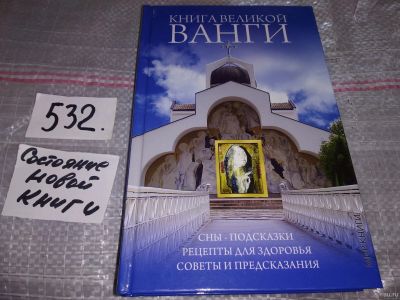 КНИГА ВЕЛИКОЙ
ВАНГИ
532.
Состояние
новой
книги
СНЫ - ПОДСКАЗКИ
РЕЦЕПТЫ ДЛЯ ЗДОРОВЬЯ
СОВЕТЫ И ПРЕДСКАЗАНИЯ